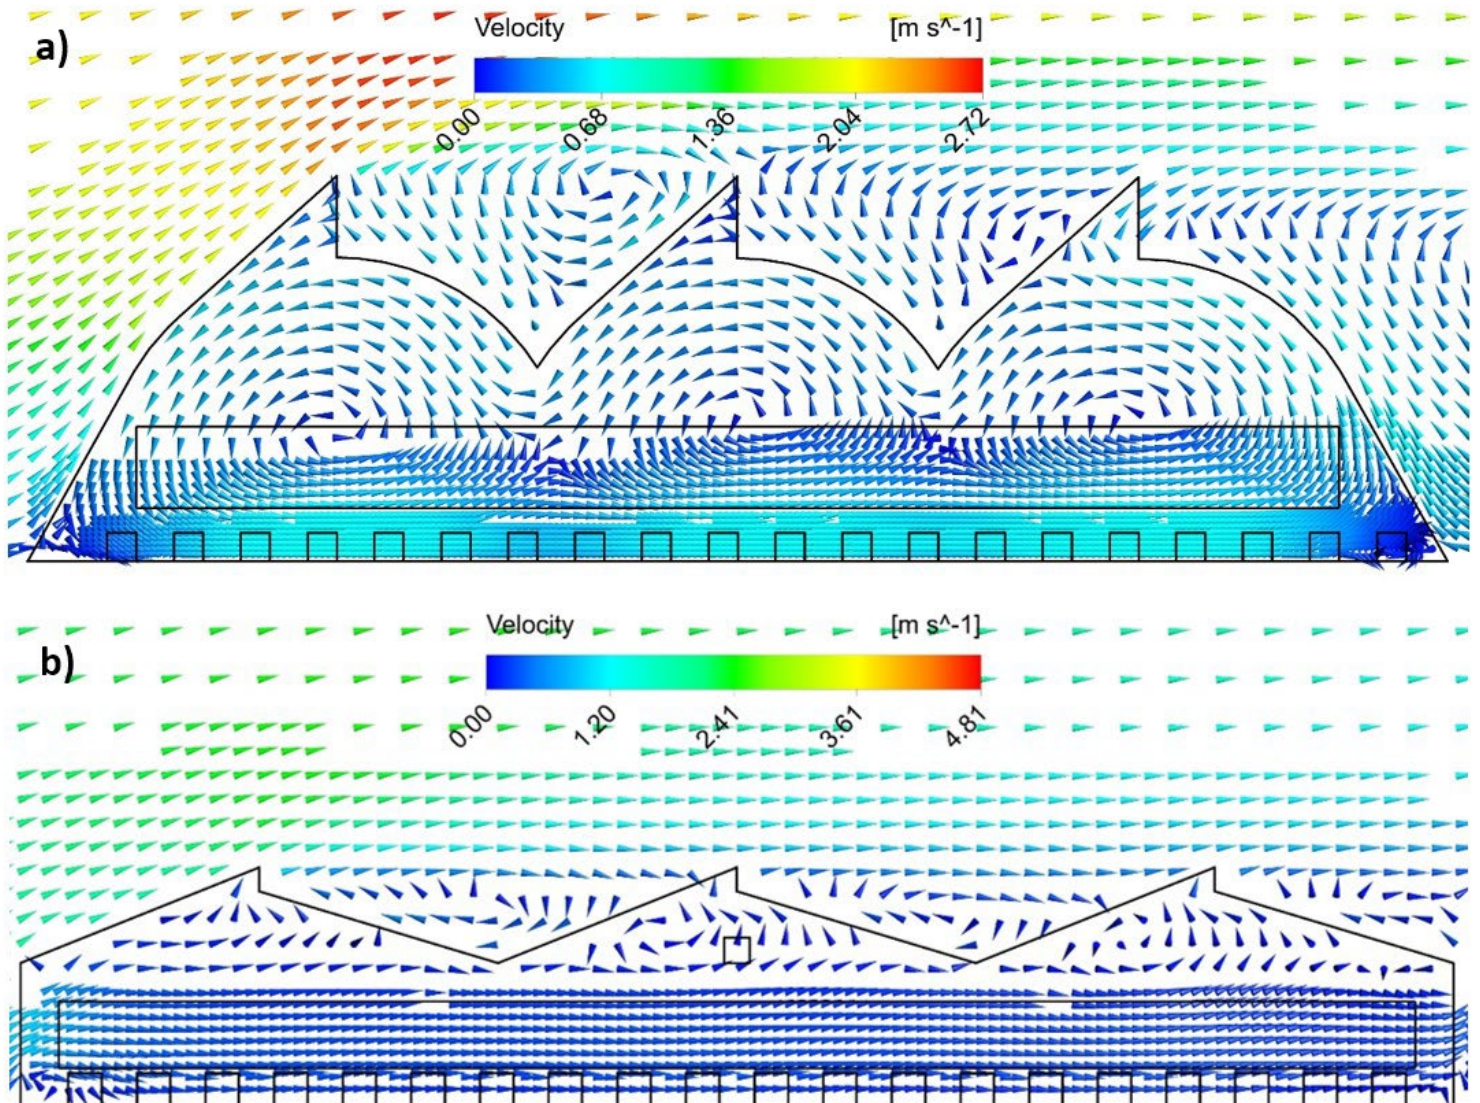 a)
Velocity [m s^-1]
0.00 0.68 1.36 2.04 2.72
b)
Velocity [m s^-1]
0.00 1.20 2.41 3.61 4.81